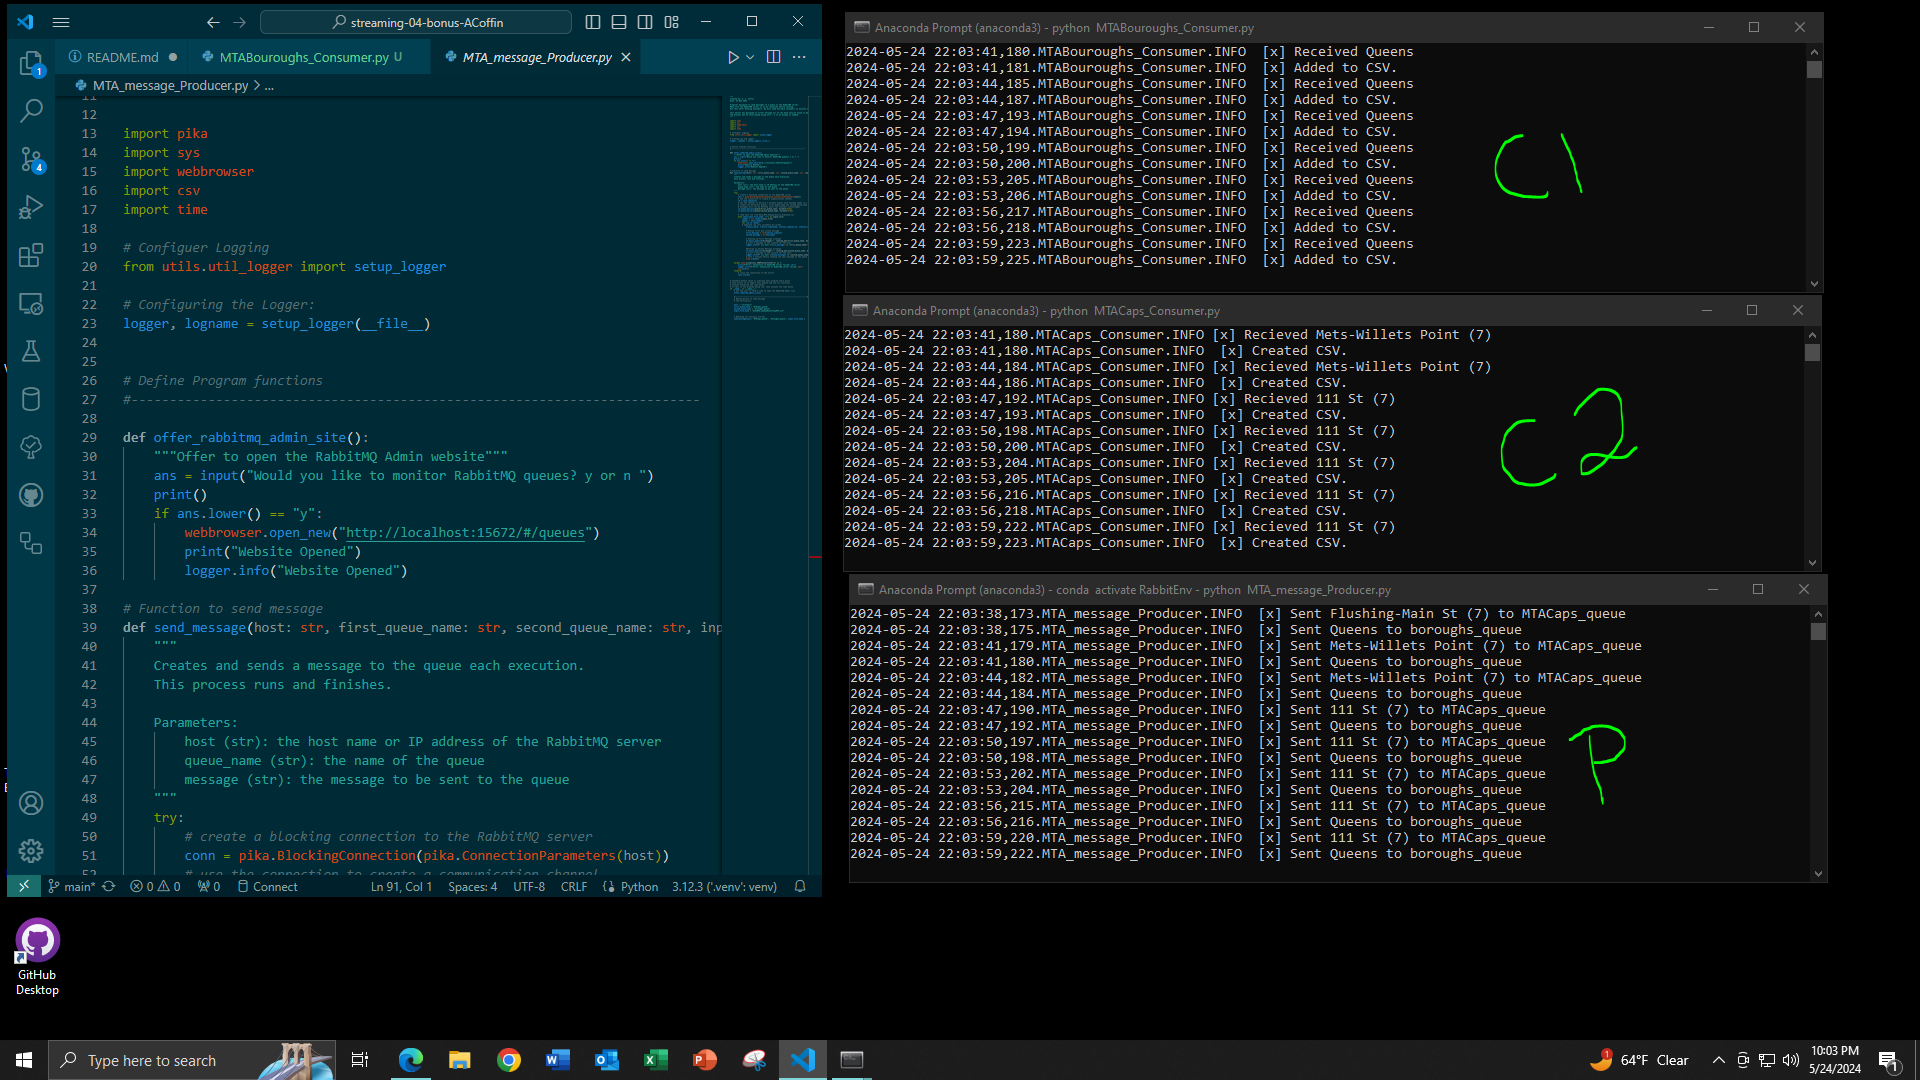 streaming-04-bonus-ACoffin
README.md
MTABouroughs_Consumer.py U
MTA_message_Producer.py
MTA_message_Producer.py > ...
11
12
13 import pika
14 import sys
15 import webbrowser
16 import csv
17 import time
18
19 # Configuer Logging
20 from utils.util_logger import setup_logger
21
22 # Configuring the Logger:
23 logger, logname = setup_logger(__file__)
24
25
26 # Define Program functions
27 #--------------------------------------------------------------------------
28
29 def offer_rabbitmq_admin_site():
30 """Offer to open the RabbitMQ Admin website"""
31 ans = input("Would you like to monitor RabbitMQ queues? y or n ")
32 print()
33 if ans.lower() == "y":
34 webbrowser.open_new("http://localhost:15672/#/queues")
35 print("Website Opened")
36 logger.info("Website Opened")
37
38 # Function to send message
39 def send_message(host: str, first_queue_name: str, second_queue_name: str, inp
40 """
41 Creates and sends a message to the queue each execution.
42 This process runs and finishes.
43
44 Parameters:
45 host (str): the host name or IP address of the RabbitMQ server
46 queue_name (str): the name of the queue
47 message (str): the message to be sent to the queue
48 """
49 try:
50 # create a blocking connection to the RabbitMQ server
51 conn = pika.BlockingConnection(pika.ConnectionParameters(host))
52 # use the connection to create a communication channel
1
4
main* 0 0 0 Connect Ln 91, Col 1 Spaces: 4 UTF-8 CRLF Python 3.12.3 ('.venv': venv)
Anaconda Prompt (anaconda3) - python MTABouroughs_Consumer.py
2024-05-24 22:03:41,180.MTABouroughs_Consumer.INFO [x] Received Queens
2024-05-24 22:03:41,181.MTABouroughs_Consumer.INFO [x] Added to CSV.
2024-05-24 22:03:44,185.MTABouroughs_Consumer.INFO [x] Received Queens
2024-05-24 22:03:44,187.MTABouroughs_Consumer.INFO [x] Added to CSV.
2024-05-24 22:03:47,193.MTABouroughs_Consumer.INFO [x] Received Queens
2024-05-24 22:03:47,194.MTABouroughs_Consumer.INFO [x] Added to CSV.
2024-05-24 22:03:50,199.MTABouroughs_Consumer.INFO [x] Received Queens
2024-05-24 22:03:50,200.MTABouroughs_Consumer.INFO [x] Added to CSV.
2024-05-24 22:03:53,205.MTABouroughs_Consumer.INFO [x] Received Queens
2024-05-24 22:03:53,206.MTABouroughs_Consumer.INFO [x] Added to CSV.
2024-05-24 22:03:56,217.MTABouroughs_Consumer.INFO [x] Received Queens
2024-05-24 22:03:56,218.MTABouroughs_Consumer.INFO [x] Added to CSV.
2024-05-24 22:03:59,223.MTABouroughs_Consumer.INFO [x] Received Queens
2024-05-24 22:03:59,225.MTABouroughs_Consumer.INFO [x] Added to CSV.
C1
Anaconda Prompt (anaconda3) - python MTACaps_Consumer.py
2024-05-24 22:03:41,180.MTACaps_Consumer.INFO [x] Recieved Mets-Willets Point (7)
2024-05-24 22:03:41,180.MTACaps_Consumer.INFO [x] Created CSV.
2024-05-24 22:03:44,184.MTACaps_Consumer.INFO [x] Recieved Mets-Willets Point (7)
2024-05-24 22:03:44,186.MTACaps_Consumer.INFO [x] Created CSV.
2024-05-24 22:03:47,192.MTACaps_Consumer.INFO [x] Recieved 111 St (7)
2024-05-24 22:03:47,193.MTACaps_Consumer.INFO [x] Created CSV.
2024-05-24 22:03:50,198.MTACaps_Consumer.INFO [x] Recieved 111 St (7)
2024-05-24 22:03:50,200.MTACaps_Consumer.INFO [x] Created CSV.
2024-05-24 22:03:53,204.MTACaps_Consumer.INFO [x] Recieved 111 St (7)
2024-05-24 22:03:53,205.MTACaps_Consumer.INFO [x] Created CSV.
2024-05-24 22:03:56,216.MTACaps_Consumer.INFO [x] Recieved 111 St (7)
2024-05-24 22:03:56,218.MTACaps_Consumer.INFO [x] Created CSV.
2024-05-24 22:03:59,222.MTACaps_Consumer.INFO [x] Recieved 111 St (7)
2024-05-24 22:03:59,223.MTACaps_Consumer.INFO [x] Created CSV.
C2
Anaconda Prompt (anaconda3) - conda activate RabbitEnv - python MTA_message_Producer.py
2024-05-24 22:03:38,173.MTA_message_Producer.INFO [x] Sent Flushing-Main St (7) to MTACaps_queue
2024-05-24 22:03:38,175.MTA_message_Producer.INFO [x] Sent Queens to boroughs_queue
2024-05-24 22:03:41,179.MTA_message_Producer.INFO [x] Sent Mets-Willets Point (7) to MTACaps_queue
2024-05-24 22:03:41,180.MTA_message_Producer.INFO [x] Sent Queens to boroughs_queue
2024-05-24 22:03:44,182.MTA_message_Producer.INFO [x] Sent Mets-Willets Point (7) to MTACaps_queue
2024-05-24 22:03:44,184.MTA_message_Producer.INFO [x] Sent Queens to boroughs_queue
2024-05-24 22:03:47,190.MTA_message_Producer.INFO [x] Sent 111 St (7) to MTACaps_queue
2024-05-24 22:03:47,192.MTA_message_Producer.INFO [x] Sent Queens to boroughs_queue
2024-05-24 22:03:50,197.MTA_message_Producer.INFO [x] Sent 111 St (7) to MTACaps_queue
2024-05-24 22:03:50,198.MTA_message_Producer.INFO [x] Sent Queens to boroughs_queue
2024-05-24 22:03:53,202.MTA_message_Producer.INFO [x] Sent 111 St (7) to MTACaps_queue
2024-05-24 22:03:53,204.MTA_message_Producer.INFO [x] Sent Queens to boroughs_queue
2024-05-24 22:03:56,215.MTA_message_Producer.INFO [x] Sent 111 St (7) to MTACaps_queue
2024-05-24 22:03:56,216.MTA_message_Producer.INFO [x] Sent Queens to boroughs_queue
2024-05-24 22:03:59,220.MTA_message_Producer.INFO [x] Sent 111 St (7) to MTACaps_queue
2024-05-24 22:03:59,222.MTA_message_Producer.INFO [x] Sent Queens to boroughs_queue
P
GitHub
Desktop
Type here to search
1
64°F Clear
10:03 PM
5/24/2024
1